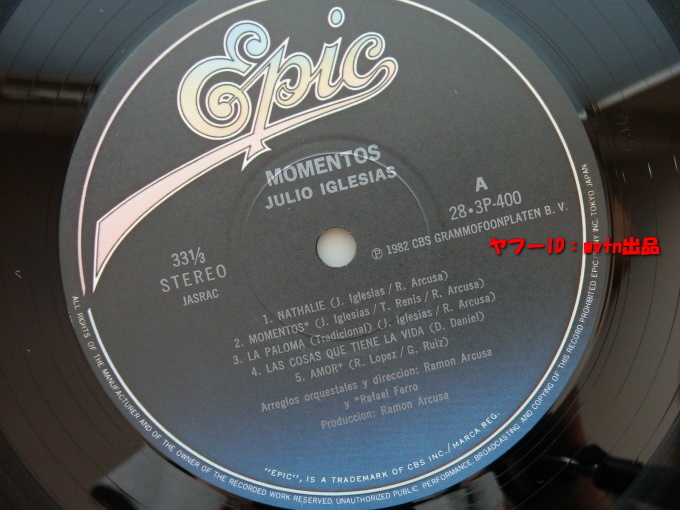 Epic
MOMENTOS
JULIO IGLESIAS
A
28・3P-400
33⅓
STEREO
JASRAC
Ⓟ 1982 CBS GRAMMOFOONPLATEN B. V.
ヤフーID：
出品
1. NATHALIE (J. Iglesias / R. Arcusa)
2. MOMENTOS* (J. Iglesias / T. Renis / R. Arcusa)
3. LA PALOMA (Tradicional) (J. Iglesias / R. Arcusa)
4. LAS COSAS QUE TIENE LA VIDA (D. Daniel)
5. AMOR* (R. Lopez / G. Ruiz)
Arreglos orquestales y direccion: Ramon Arcusa
y *Rafael Ferro
Produccion: Ramon Arcusa
"EPIC", IS A TRADEMARK OF CBS INC. / MARCA REG.
ALL RIGHTS OF THE MANUFACTURER AND OF THE OWNER OF THE RECORDED WORK RESERVED. UNAUTHORIZED PUBLIC PERFORMANCE, BROADCASTING AND COPYING OF THIS RECORD PROHIBITED EPIC / INC. TOKYO JAPAN